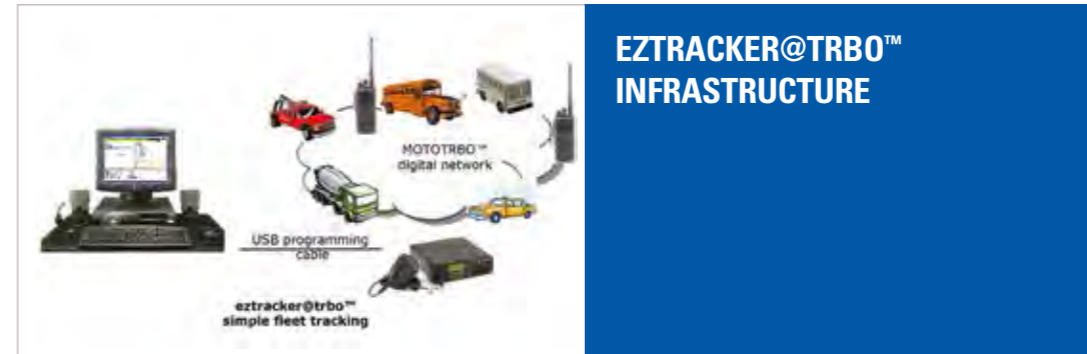 EZTRACKER@TRBO™
INFRASTRUCTURE
MOTOTRBO™
digital network
USB programming
cable
eztracker@trbo™
simple fleet tracking